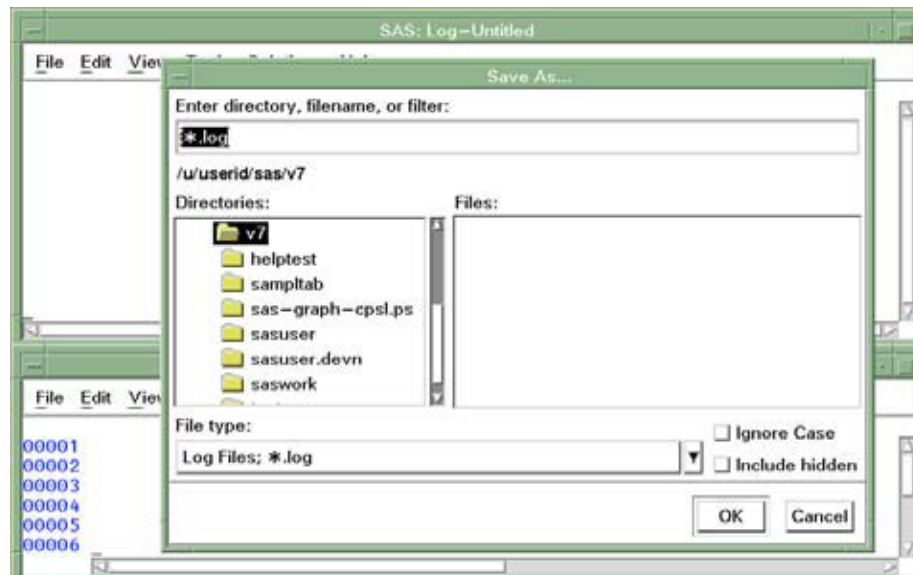 SAS: Log−Untitled
File Edit View
Save As...
Enter directory, filename, or filter:
*.log
/u/userid/sas/v7
Directories:
Files:
v7
helptest
sampltab
sas−graph−cpsl.ps
sasuser
sasuser.devn
saswork
File Edit View
File type:
Log Files; *.log
Ignore Case
Include hidden
00001
00002
00003
00004
00005
00006
OK Cancel